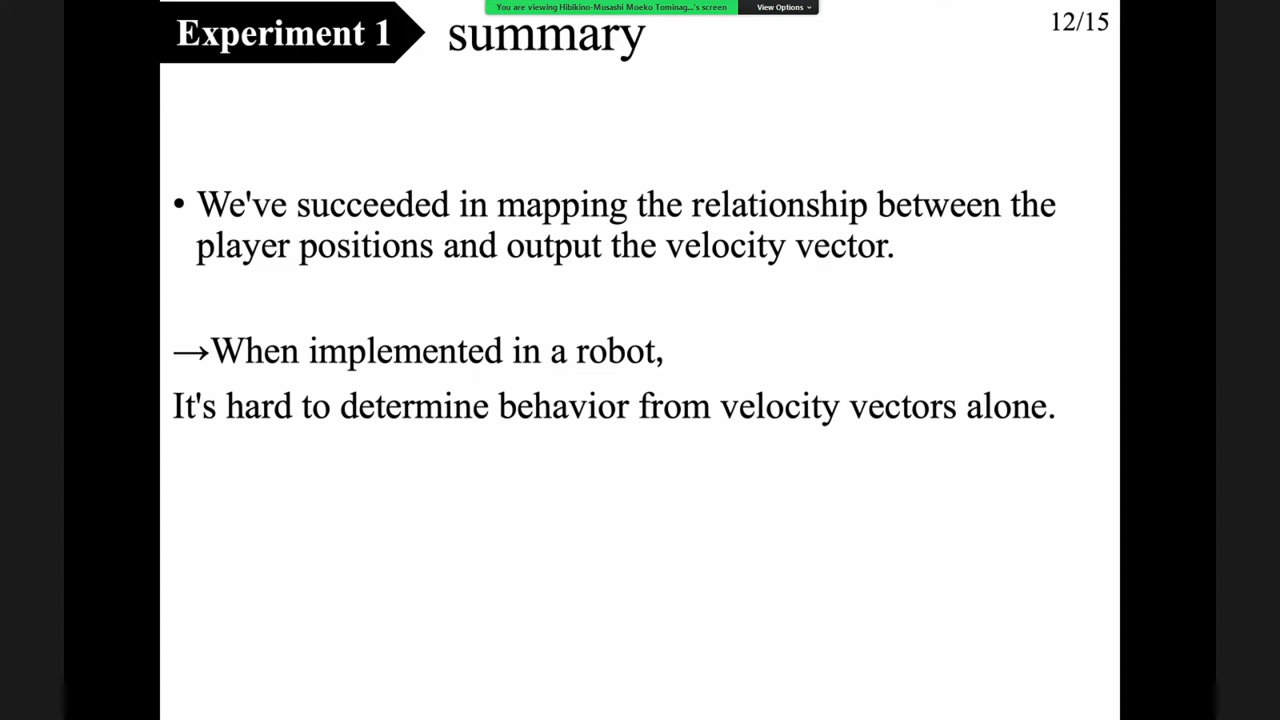 You are viewing Hibikino-Musashi Moeko Tominag...'s screen
View Options
Experiment 1
summary
12/15
• We've succeeded in mapping the relationship between the
player positions and output the velocity vector.
→When implemented in a robot,
It's hard to determine behavior from velocity vectors alone.